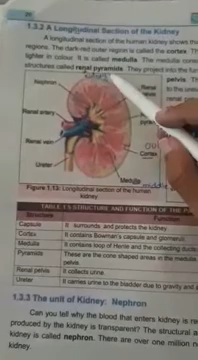 1.3.2 A Longitudinal Section of the Kidney
A longitudinal section of the human kidney shows
regions. The dark red outer region is called the cortex.
lighter in colour. It is called medulla. The medulla
structures called renal pyramids. They project into the
Nephron
Renal
pelvis. Th
to the
renal
Renal artery
Renal vein
Cortex
Ureter
Medulla
Figure 1.13: Longitudinal section of the human
kidney
TABLE 1.5 STRUCTURE AND FUNCTION OF THE
Structure
Function
Capsule
It surrounds and protects the kidney
Cortex
It contains Bowman's capsule and glomeruli
Medulla
It contains loop of Henle and the collecting
Pyramids
These are the cone shaped areas in the medulla
pelvis.
Renal pelvis
It collects urine
Ureter
It carries urine to the bladder due to gravity and
1.3.3 The unit of Kidney: Nephron
Can you tell why the blood that enters kidney is
produced by the kidney is transparent? The structural
kidney is called nephron. There are over one million
kidney.